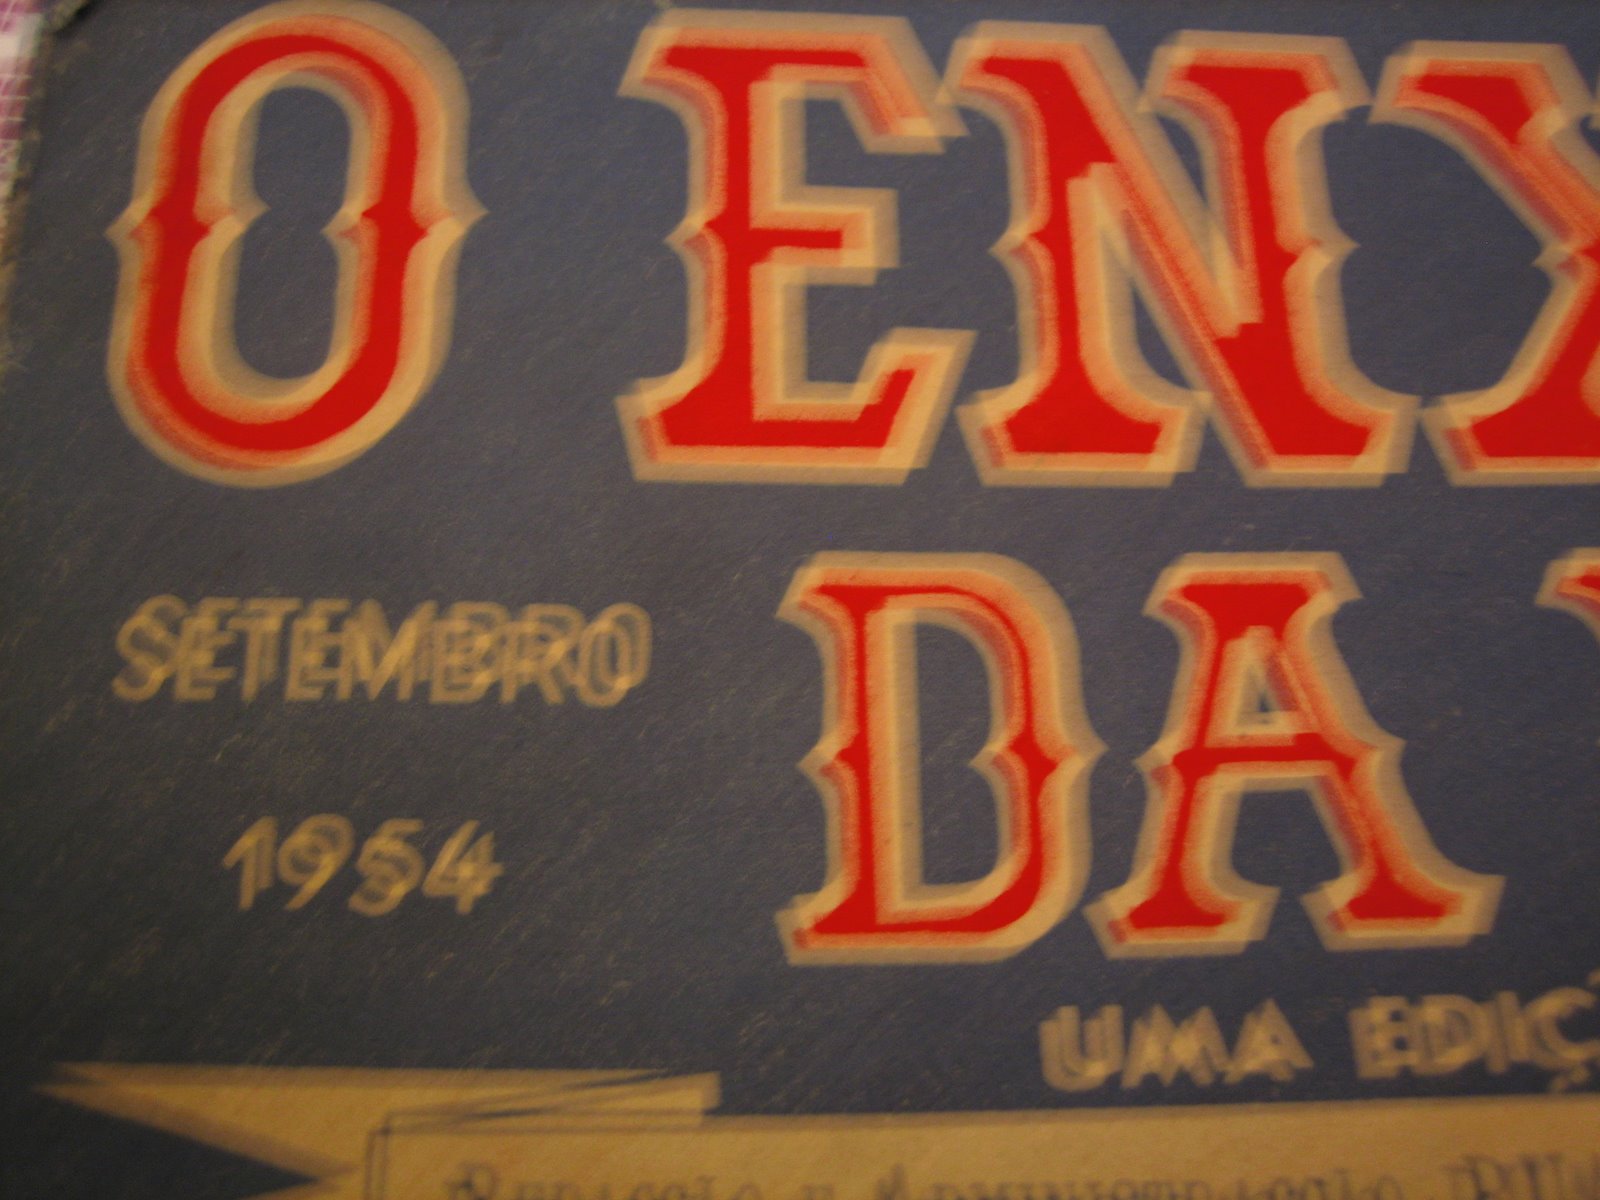 O ENX
DA
SETEMBRO
1954
UMA EDIÇ